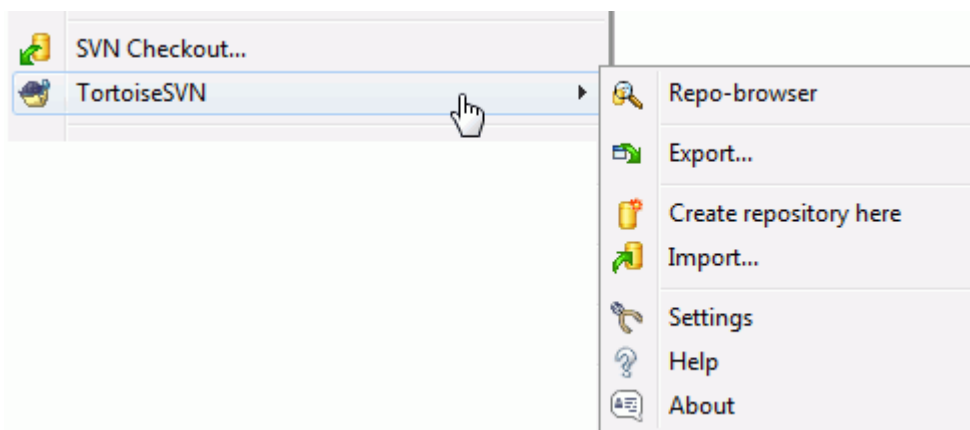 SVN Checkout...
TortoiseSVN
Repo-browser
Export...
Create repository here
Import...
Settings
Help
About